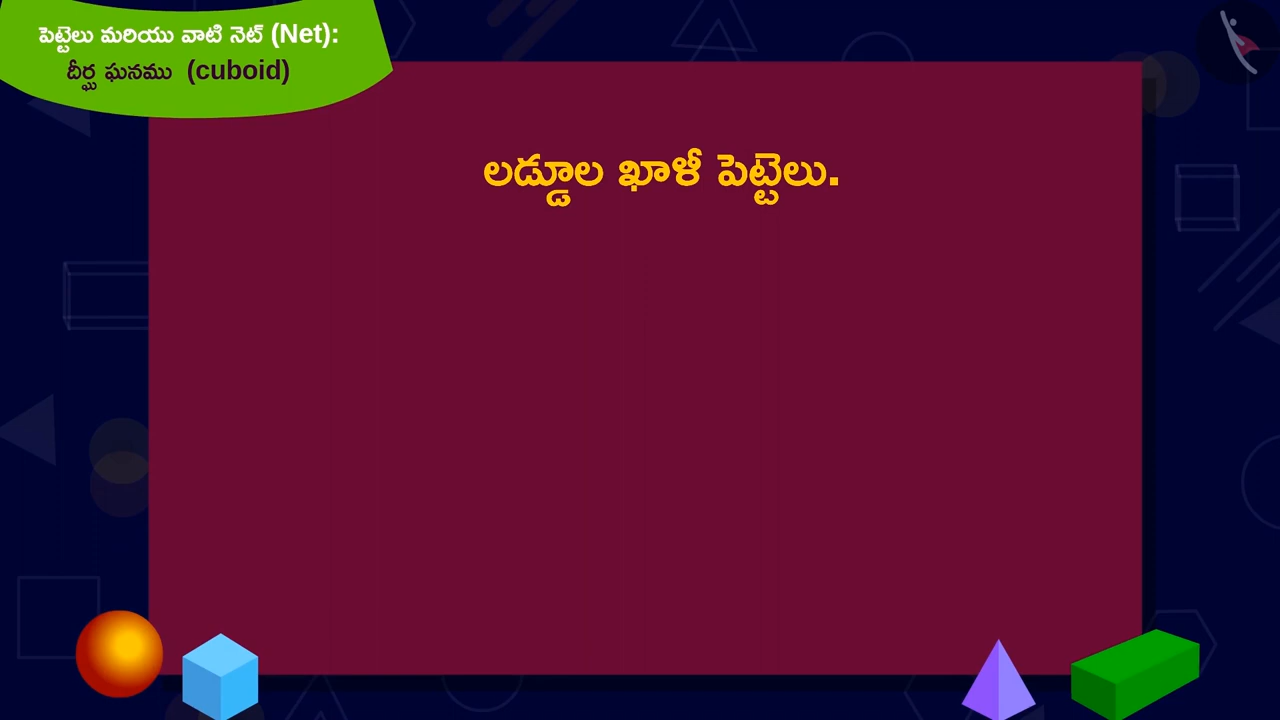 పెట్టెలు మరియు వాటి నెట్ (Net):
దీర్ఘ ఘనము (cuboid)
లడ్డూల ఖాళీ పెట్టెలు.